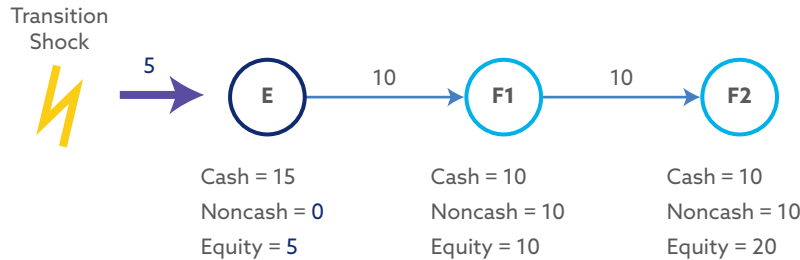 Transition
Shock
5
E
10
F1
10
F2
Cash = 15
Noncash = 0
Equity = 5
Cash = 10
Noncash = 10
Equity = 10
Cash = 10
Noncash = 10
Equity = 20